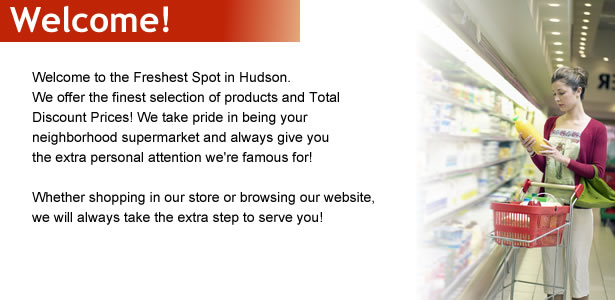 Welcome!
Welcome to the Freshest Spot in Hudson.
We offer the finest selection of products and Total
Discount Prices! We take pride in being your
neighborhood supermarket and always give you
the extra personal attention we're famous for!
Whether shopping in our store or browsing our website,
we will always take the extra step to serve you!
ER